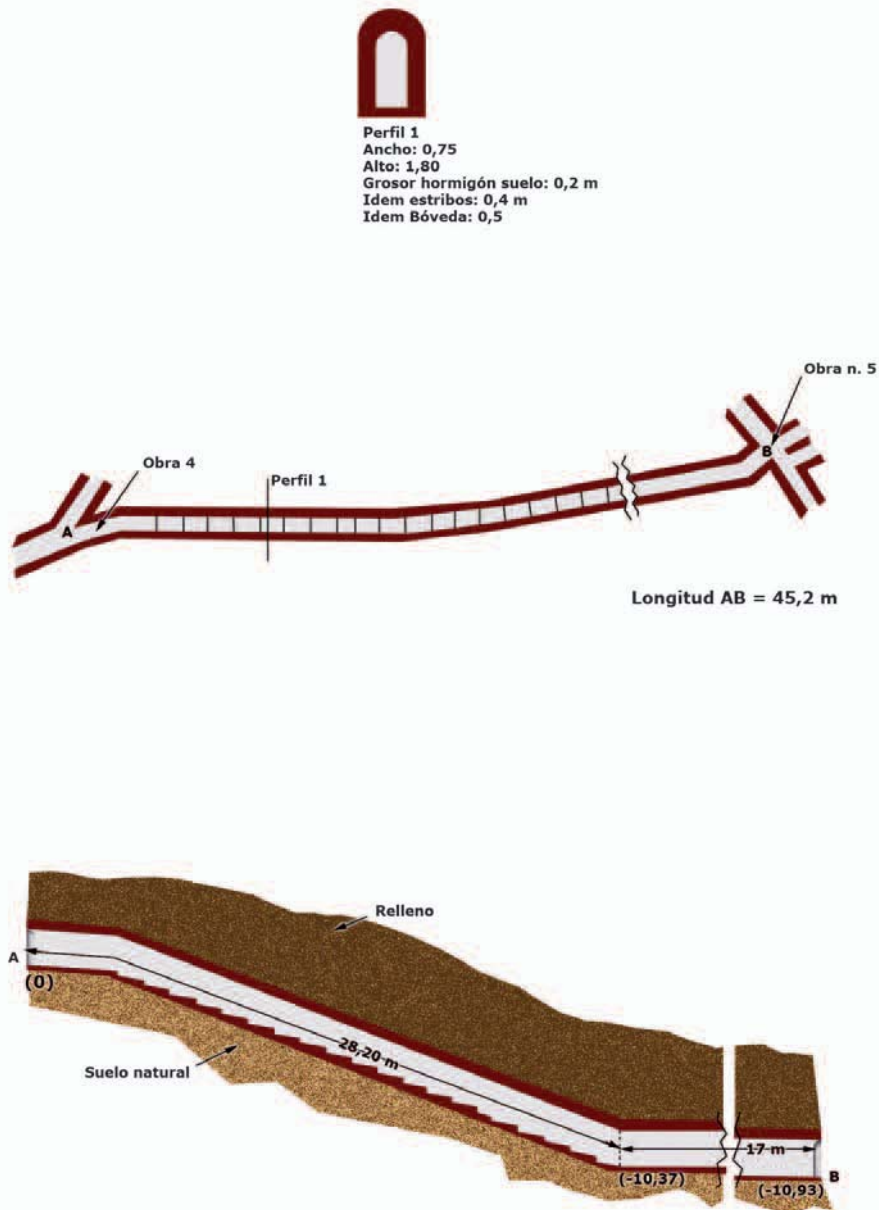 Perfil 1
Ancho: 0,75
Alto: 1,80
Grosor hormigón suelo: 0,2 m
Idem estribos: 0,4 m
Idem Bóveda: 0,5
Obra n. 5
Obra 4
B
Perfil 1
A
Longitud AB = 45,2 m
Relleno
A
(0)
28,20 m
Suelo natural
17 m
(-10,37)
(-10,93)
B